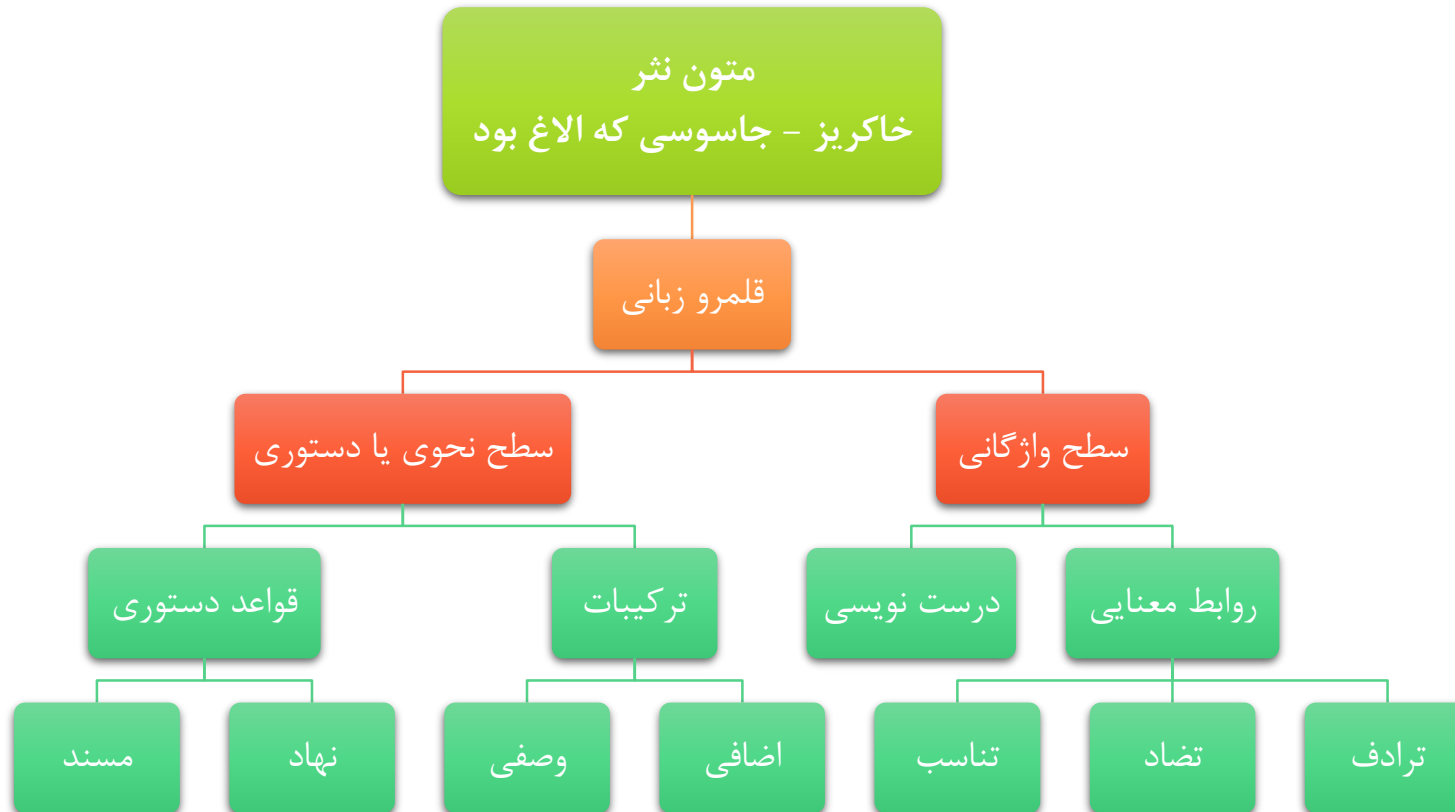 متون نثر
خاکریز - جاسوسی که الاغ بود
قلمرو زبانی
سطح واژگانی
سطح نحوی یا دستوری
روابط معنایی
درست نویسی
ترکیبات
قواعد دستوری
ترادف
تضاد
تناسب
اضافی
وصفی
نهاد
مسند